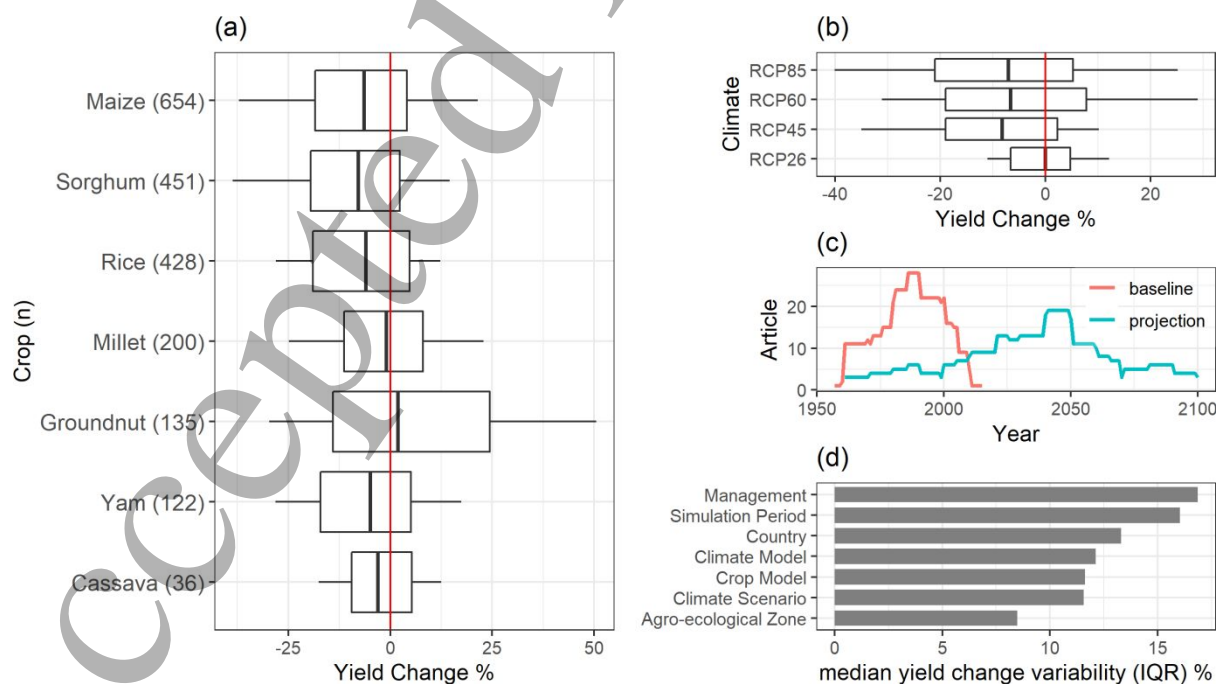 (a)
Crop (n)
Maize (654)
Sorghum (451)
Rice (428)
Millet (200)
Groundnut (135)
Yam (122)
Cassava (36)
-25 0 25 50
Yield Change %
(b)
Climate
RCP85
RCP60
RCP45
RCP26
-40 -20 0 20
Yield Change %
(c)
Article
20
10
0
baseline
projection
1950 2000 2050 2100
Year
(d)
Management
Simulation Period
Country
Climate Model
Crop Model
Climate Scenario
Agro-ecological Zone
0 5 10 15
median yield change variability (IQR) %
ccepted